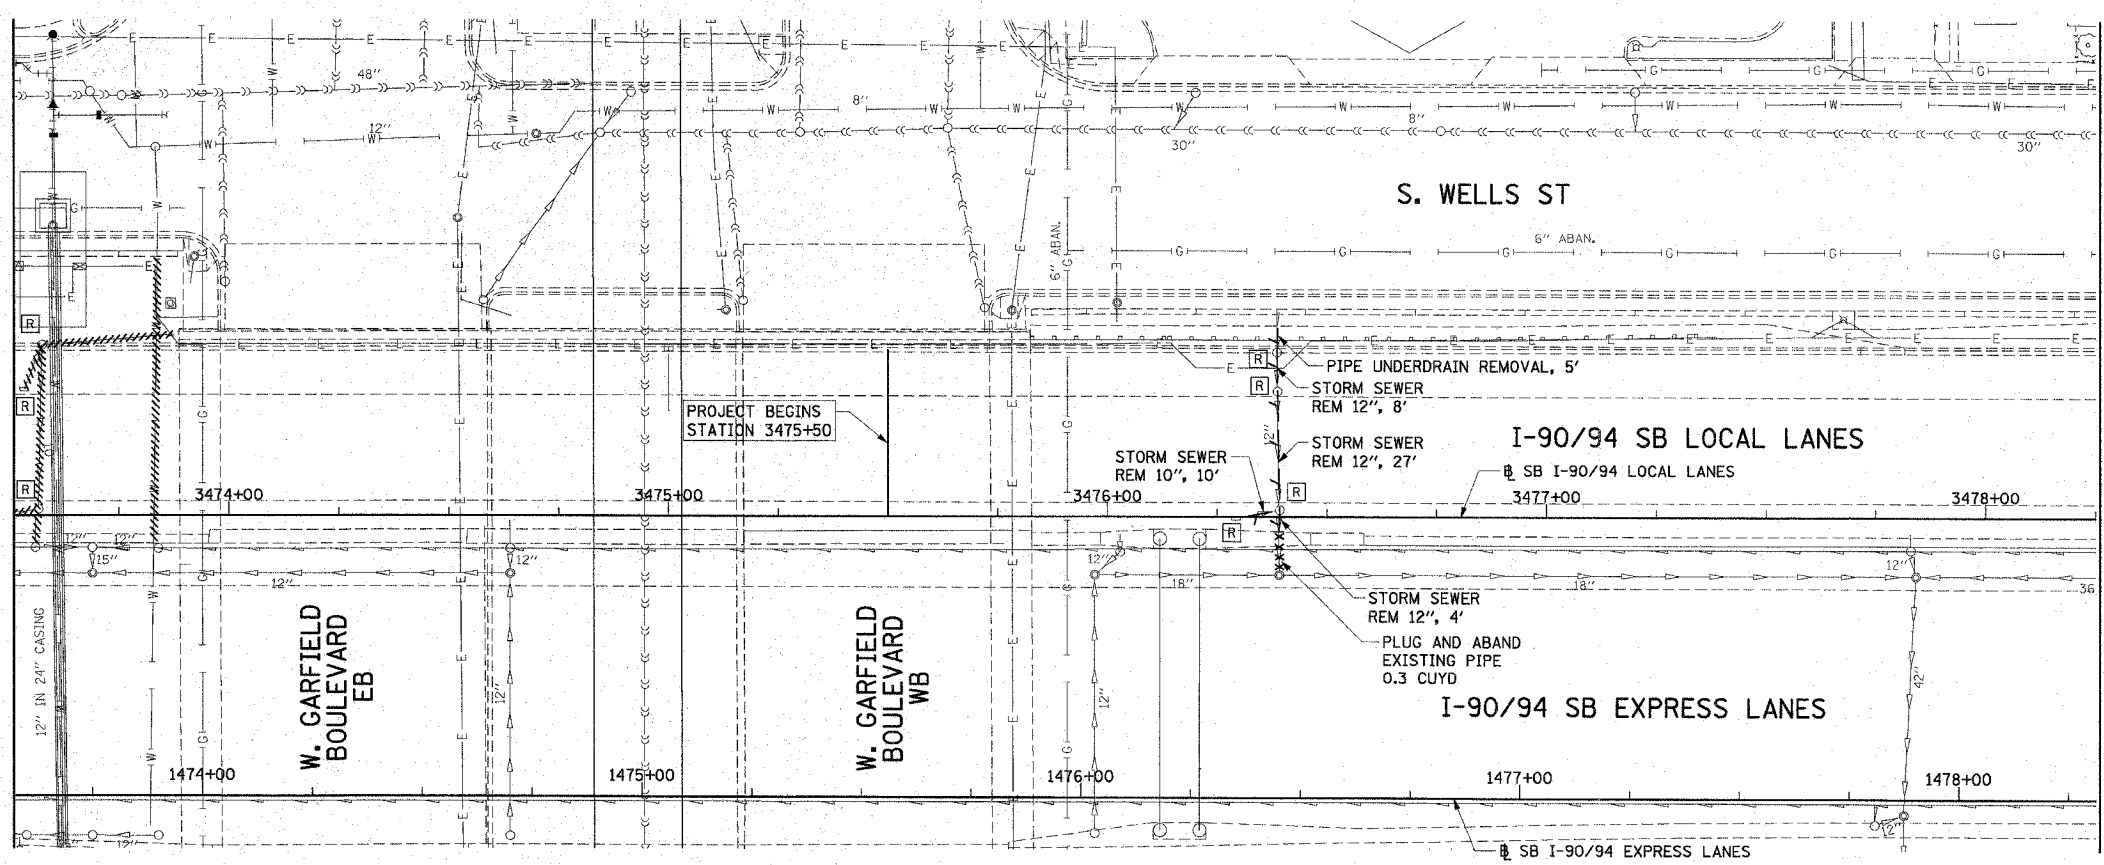 48"
8"
12"
8"
30"
30"
S. WELLS ST
6" ABAN.
6" ABAN.
R
R
R
R
R
R
R
PIPE UNDERDRAIN REMOVAL, 5'
STORM SEWER
REM 12", 8'
PROJECT BEGINS
STATION 3475+50
12"
STORM SEWER
REM 12", 27'
STORM SEWER
REM 10", 10'
I-90/94 SB LOCAL LANES
℄ SB I-90/94 LOCAL LANES
3474+00
3475+00
3476+00
3477+00
3478+00
12"
12"
15"
12"
12"
12"
18"
18"
12"
36
STORM SEWER
REM 12", 4'
PLUG AND ABAND
EXISTING PIPE
0.3 CUYD
12" IN 24" CASING
W. GARFIELD
BOULEVARD
EB
12"
W. GARFIELD
BOULEVARD
WB
12"
42"
I-90/94 SB EXPRESS LANES
1474+00
1475+00
1476+00
1477+00
1478+00
12"
12"
℄ SB I-90/94 EXPRESS LANES